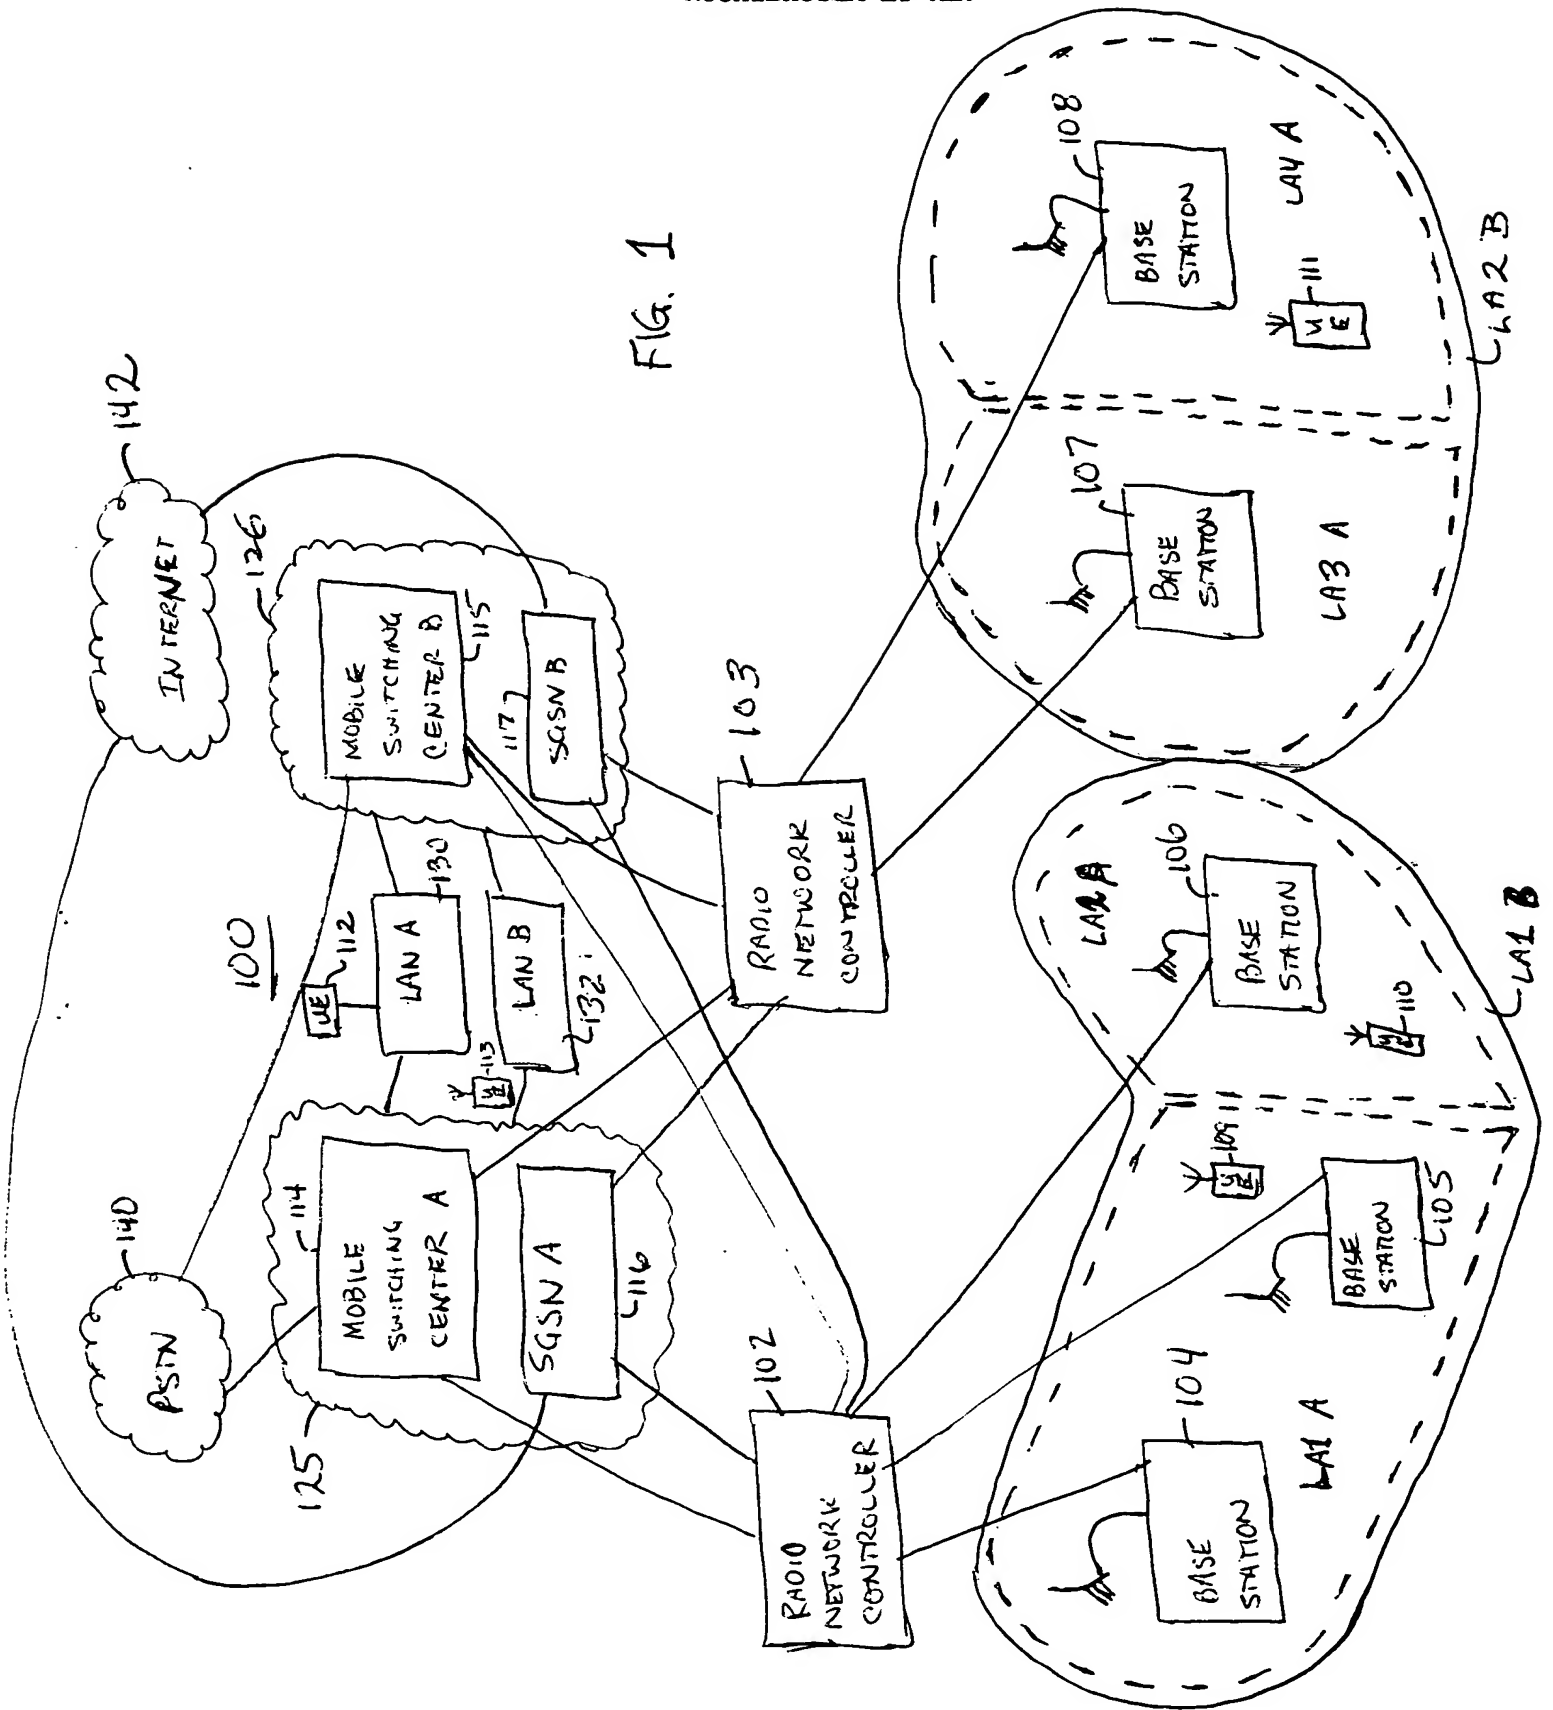 FIG. 1
100
140
PSTN
INTERNET
142
125
114
MOBILE
SWITCHING
CENTER A
SGSN A
116
UE
112
LAN A
130
UE
113
LAN B
132
126
MOBILE
SWITCHING
CENTER B
115
117
SGSN B
102
RADIO
NETWORK
CONTROLLER
103
RADIO
NETWORK
CONTROLLER
104
BASE
STATION
LA1 A
BASE
STATION
105
UE
109
LA2 A
106
BASE
STATION
UE
110
LA1 B
107
BASE
STATION
LA3 A
108
BASE
STATION
LA4 A
UE
111
LA2 B